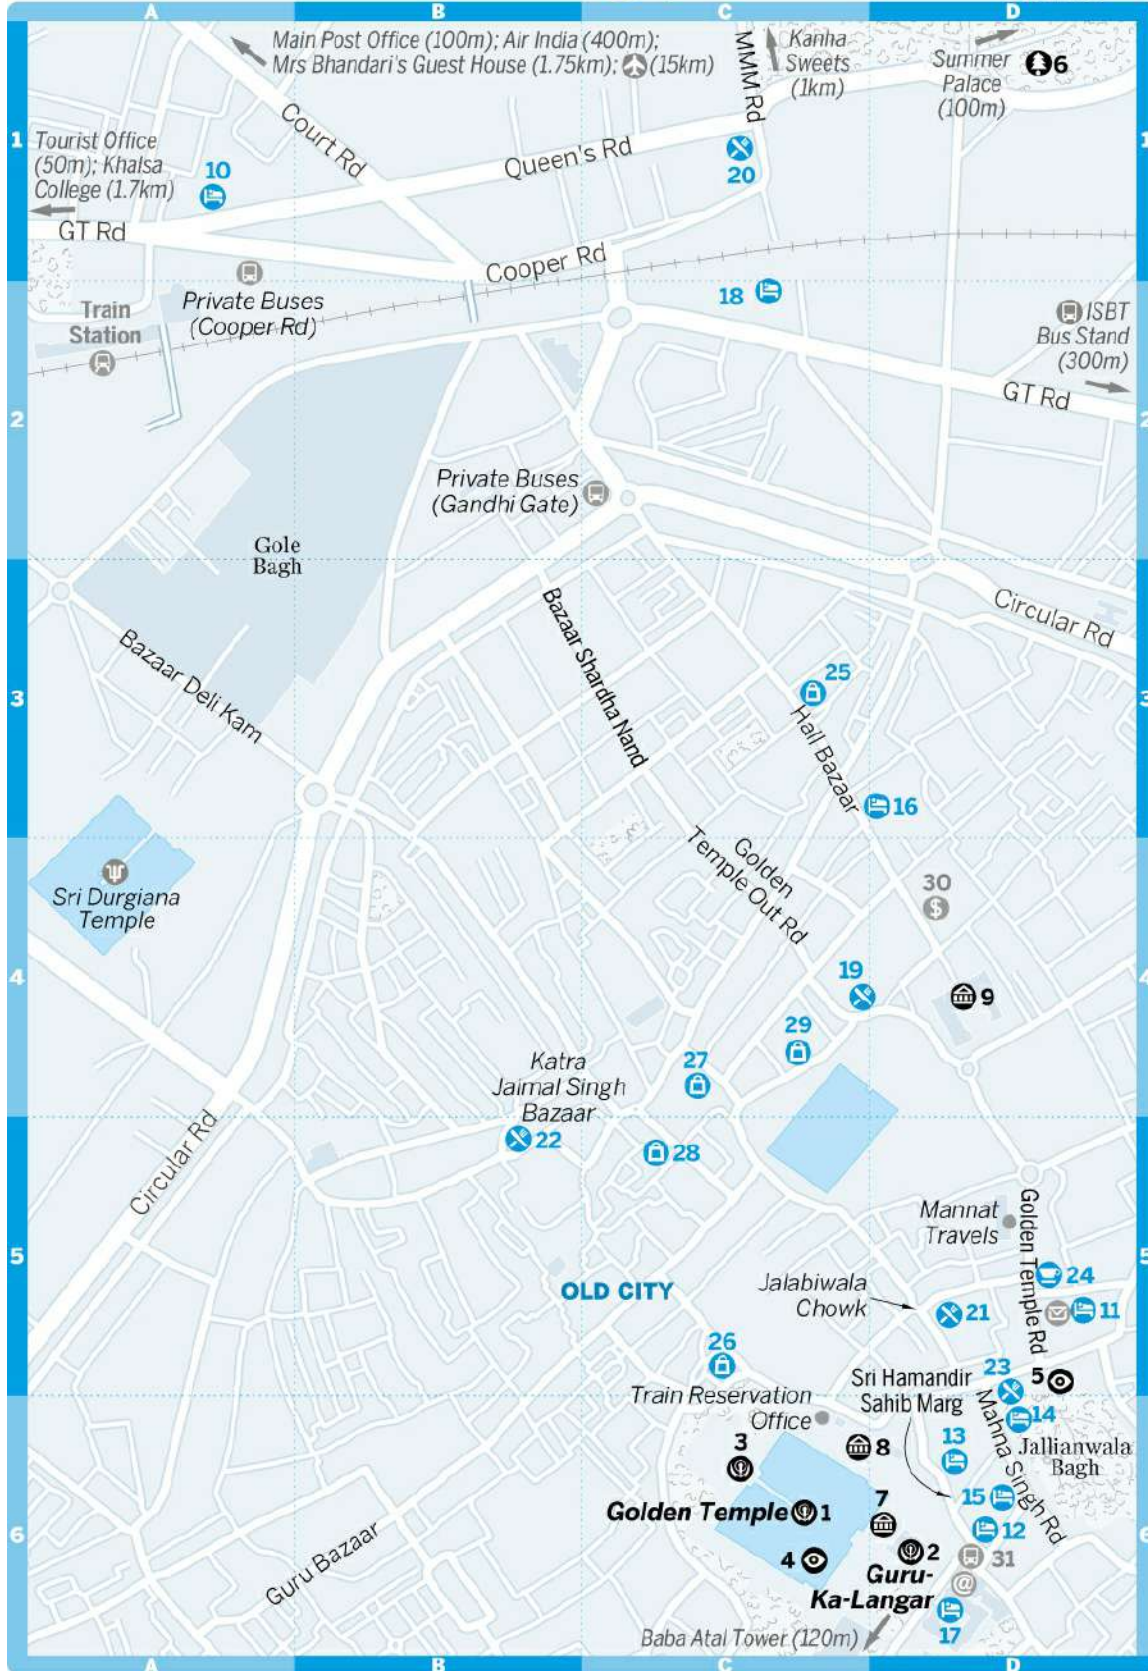 A
B
C
D
Main Post Office (100m); Air India (400m);
Mrs Bhandari's Guest House (1.75km);
(15km)
MMM Rd
Kanha
Sweets
(1km)
Summer
Palace
(100m)
6
1
1
Tourist Office
(50m); Khalsa
College (1.7km)
10
Court Rd
Queen's Rd
20
GT Rd
Cooper Rd
Private Buses
(Cooper Rd)
18
Train
Station
ISBT
Bus Stand
(300m)
GT Rd
2
2
Private Buses
(Gandhi Gate)
Gole
Bagh
Circular Rd
Bazaar Shardha Nand
Bazaar Deli Kam
25
3
3
Hall Bazaar
16
Golden
Temple Out Rd
30
$
Sri Durgiana
Temple
19
9
4
4
29
27
Katra
Jaimal Singh
Bazaar
22
28
Circular Rd
Mannat
Travels
Golden Temple Rd
5
5
24
Jalabiwala
Chowk
21
11
OLD CITY
26
23
5
Sri Hamandir
Sahib Marg
Train Reservation
Office
14
Mahna Singh Rd
Jallianwala
Bagh
3
8
13
15
Golden Temple
1
7
12
6
6
4
2
31
Guru-
Ka-Langar
@
Guru Bazaar
17
Baba Atal Tower (120m)
A
B
C
D